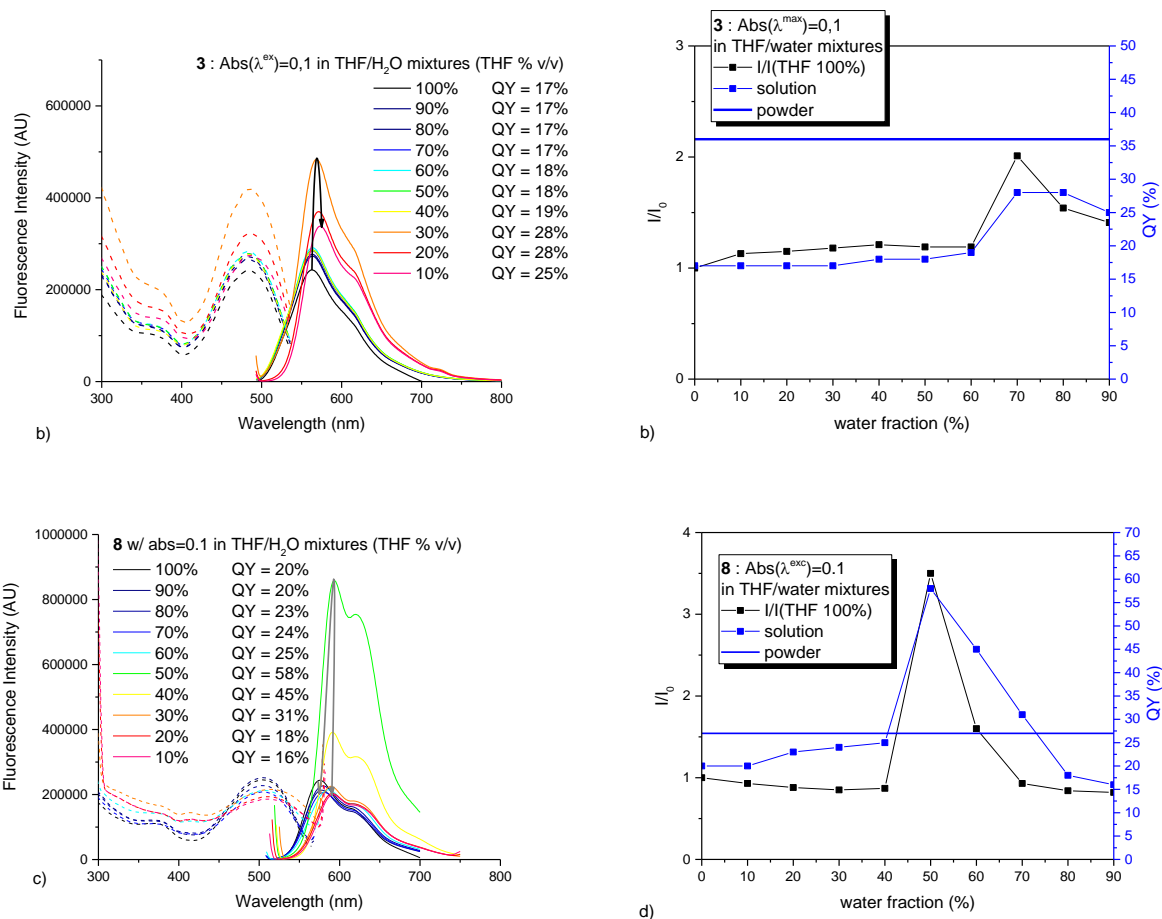 3 : Abs(λ^ex)=0,1 in THF/H₂O mixtures (THF % v/v)
100% QY = 17%
90% QY = 17%
80% QY = 17%
70% QY = 17%
60% QY = 18%
50% QY = 18%
40% QY = 19%
30% QY = 28%
20% QY = 28%
10% QY = 25%
Fluorescence Intensity (AU)
600000
400000
200000
0
300 400 500 600 700 800
Wavelength (nm)
b)
3 : Abs(λ^max)=0,1
in THF/water mixtures
I/I(THF 100%)
solution
powder
I/I₀
3
2
1
0
50
45
40
35
30
25
20
15
10
5
0
QY (%)
0 10 20 30 40 50 60 70 80 90
water fraction (%)
b)
8 w/ abs=0.1 in THF/H₂O mixtures (THF % v/v)
100% QY = 20%
90% QY = 20%
80% QY = 23%
70% QY = 24%
60% QY = 25%
50% QY = 58%
40% QY = 45%
30% QY = 31%
20% QY = 18%
10% QY = 16%
Fluorescence Intensity (AU)
1000000
800000
600000
400000
200000
0
300 400 500 600 700 800
Wavelength (nm)
c)
8 : Abs(λ^exc)=0.1
in THF/water mixtures
I/I(THF 100%)
solution
powder
I/I₀
4
3
2
1
0
70
65
60
55
50
45
40
35
30
25
20
15
10
5
0
QY (%)
0 10 20 30 40 50 60 70 80 90
water fraction (%)
d)